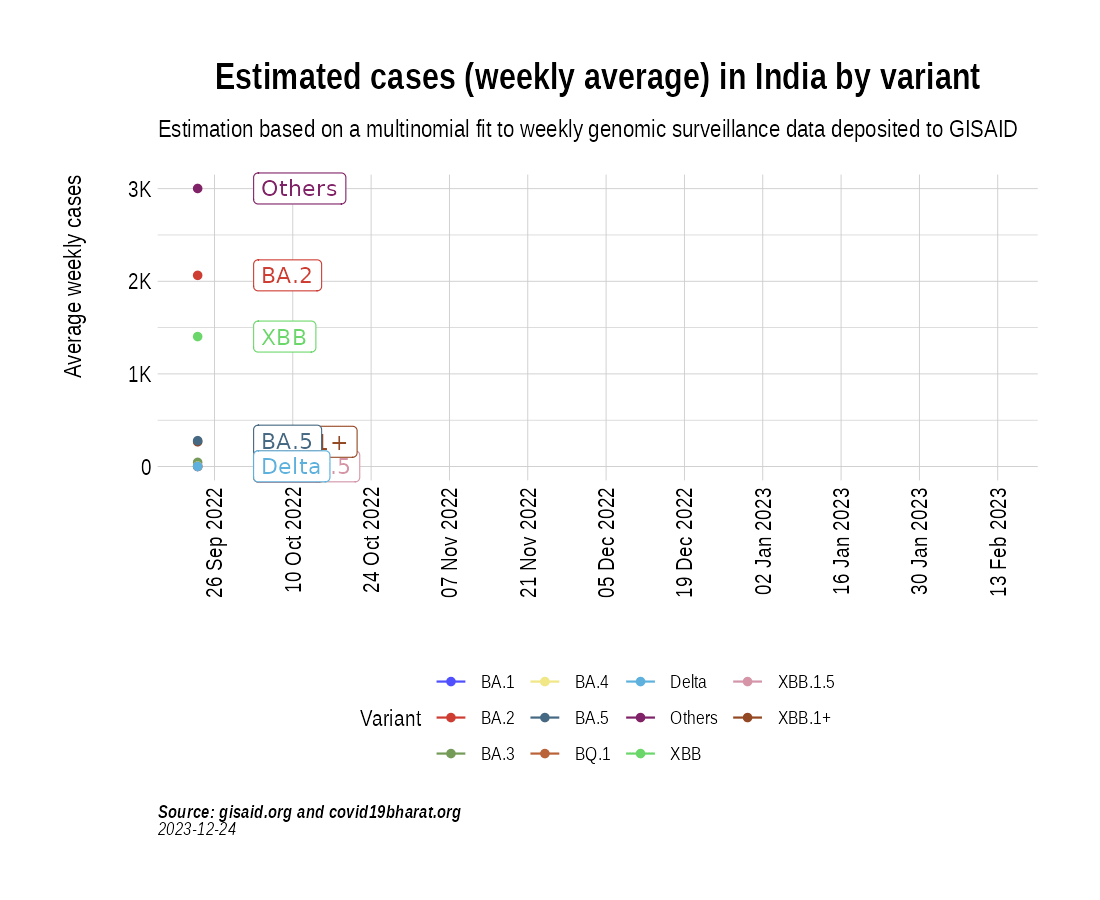 Estimated cases (weekly average) in India by variant
Estimation based on a multinomial fit to weekly genomic surveillance data deposited to GISAID
Average weekly cases
3K
2K
1K
0
Others
BA.2
XBB
BA.5
1+
Delta
.5
26 Sep 2022
10 Oct 2022
24 Oct 2022
07 Nov 2022
21 Nov 2022
05 Dec 2022
19 Dec 2022
02 Jan 2023
16 Jan 2023
30 Jan 2023
13 Feb 2023
Variant
BA.1
BA.4
Delta
XBB.1.5
BA.2
BA.5
Others
XBB.1+
BA.3
BQ.1
XBB
Source: gisaid.org and covid19bharat.org
2023-12-24